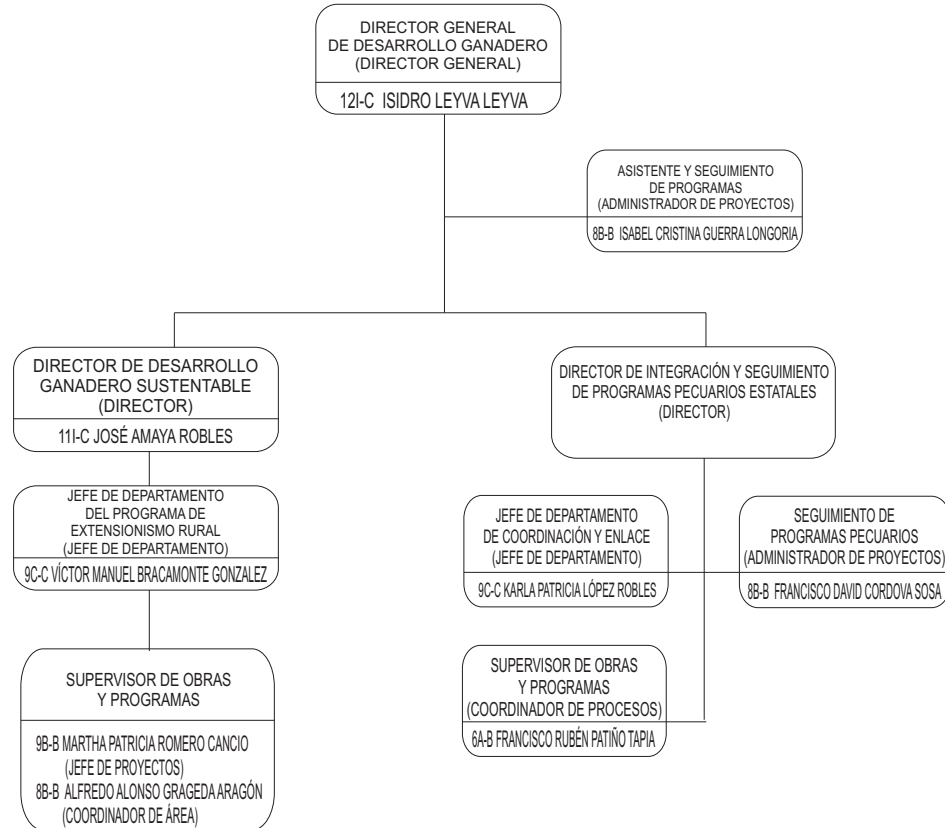 DIRECTOR GENERAL
DE DESARROLLO GANADERO
(DIRECTOR GENERAL)
12I-C ISIDRO LEYVA LEYVA
ASISTENTE Y SEGUIMIENTO
DE PROGRAMAS
(ADMINISTRADOR DE PROYECTOS)
8B-B ISABEL CRISTINA GUERRA LONGORIA
DIRECTOR DE DESARROLLO
GANADERO SUSTENTABLE
(DIRECTOR)
11I-C JOSÉ AMAYA ROBLES
DIRECTOR DE INTEGRACIÓN Y SEGUIMIENTO
DE PROGRAMAS PECUARIOS ESTATALES
(DIRECTOR)
JEFE DE DEPARTAMENTO
DEL PROGRAMA DE
EXTENSIONISMO RURAL
(JEFE DE DEPARTAMENTO)
9C-C VÍCTOR MANUEL BRACAMONTE GONZALEZ
JEFE DE DEPARTAMENTO
DE COORDINACIÓN Y ENLACE
(JEFE DE DEPARTAMENTO)
9C-C KARLA PATRICIA LÓPEZ ROBLES
SEGUIMIENTO DE
PROGRAMAS PECUARIOS
(ADMINISTRADOR DE PROYECTOS)
8B-B FRANCISCO DAVID CORDOVA SOSA
SUPERVISOR DE OBRAS
Y PROGRAMAS
9B-B MARTHA PATRICIA ROMERO CANCIO
(JEFE DE PROYECTOS)
8B-B ALFREDO ALONSO GRAGEDA ARAGÓN
(COORDINADOR DE ÁREA)
SUPERVISOR DE OBRAS
Y PROGRAMAS
(COORDINADOR DE PROCESOS)
6A-B FRANCISCO RUBÉN PATIÑO TAPIA